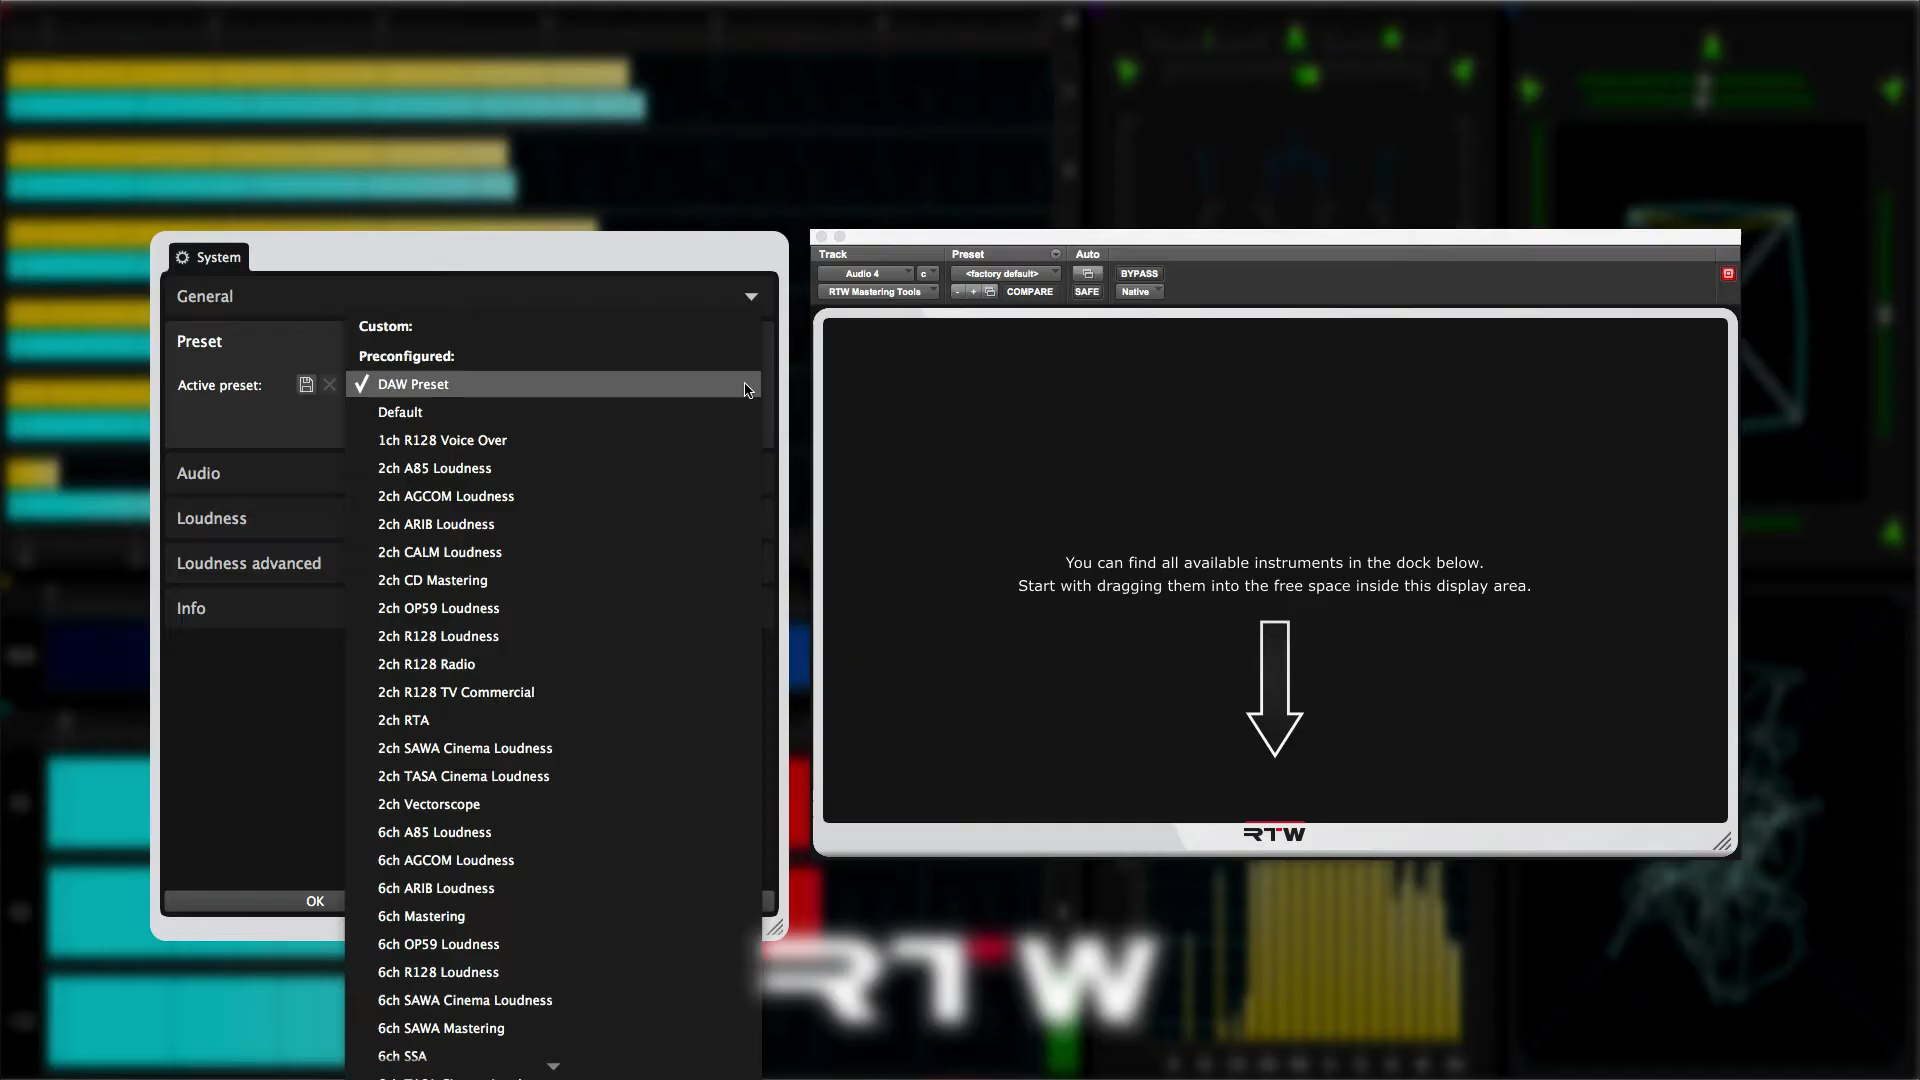 System
General
Custom:
Preconfigured:
Preset
Active preset:
DAW Preset
Default
1ch R128 Voice Over
2ch A85 Loudness
2ch AGCOM Loudness
2ch ARIB Loudness
2ch CALM Loudness
2ch CD Mastering
2ch OP59 Loudness
2ch R128 Loudness
2ch R128 Radio
2ch R128 TV Commercial
2ch RTA
2ch SAWA Cinema Loudness
2ch TASA Cinema Loudness
2ch Vectorscope
6ch A85 Loudness
6ch AGCOM Loudness
6ch ARIB Loudness
6ch Mastering
6ch OP59 Loudness
6ch R128 Loudness
6ch SAWA Cinema Loudness
6ch SAWA Mastering
6ch SSA
Audio
Loudness
Loudness advanced
Info
OK
Track
Preset
Auto
Audio 4
c
<factory default>
BYPASS
RTW Mastering Tools
- +
COMPARE
SAFE
Native
You can find all available instruments in the dock below.
Start with dragging them into the free space inside this display area.
RTW
RTW